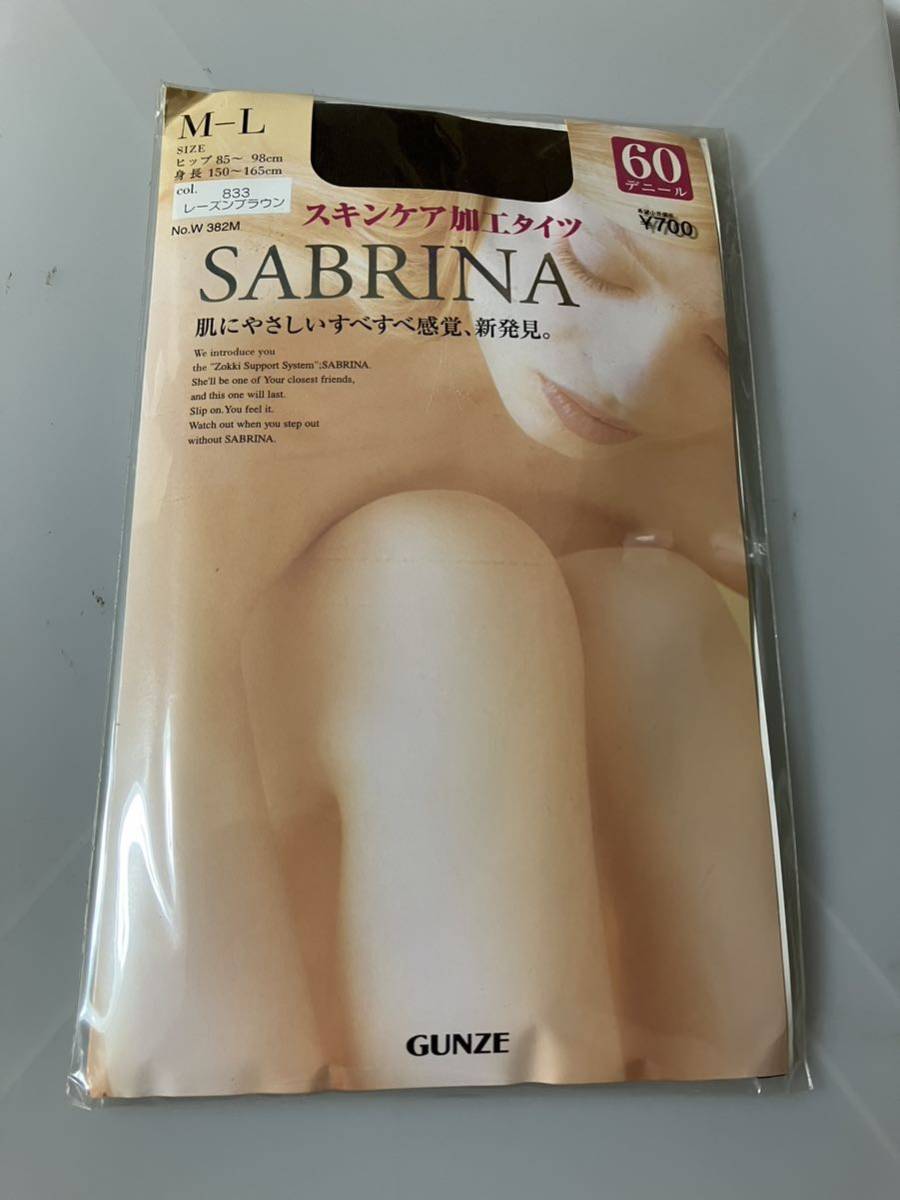 M–L
SIZE
ヒップ 85〜 98cm
身長 150〜165cm
col.
833
レーズンブラウン
No.W 382M
60
デニール
¥700
スキンケア加工タイツ
SABRINA
肌にやさしいすべすべ感覚、新発見。
We introduce you
the "Zokki Support System";SABRINA.
She'll be one of Your closest friends,
and this one will last.
Slip on.You feel it.
Watch out when you step out
without SABRINA.
GUNZE